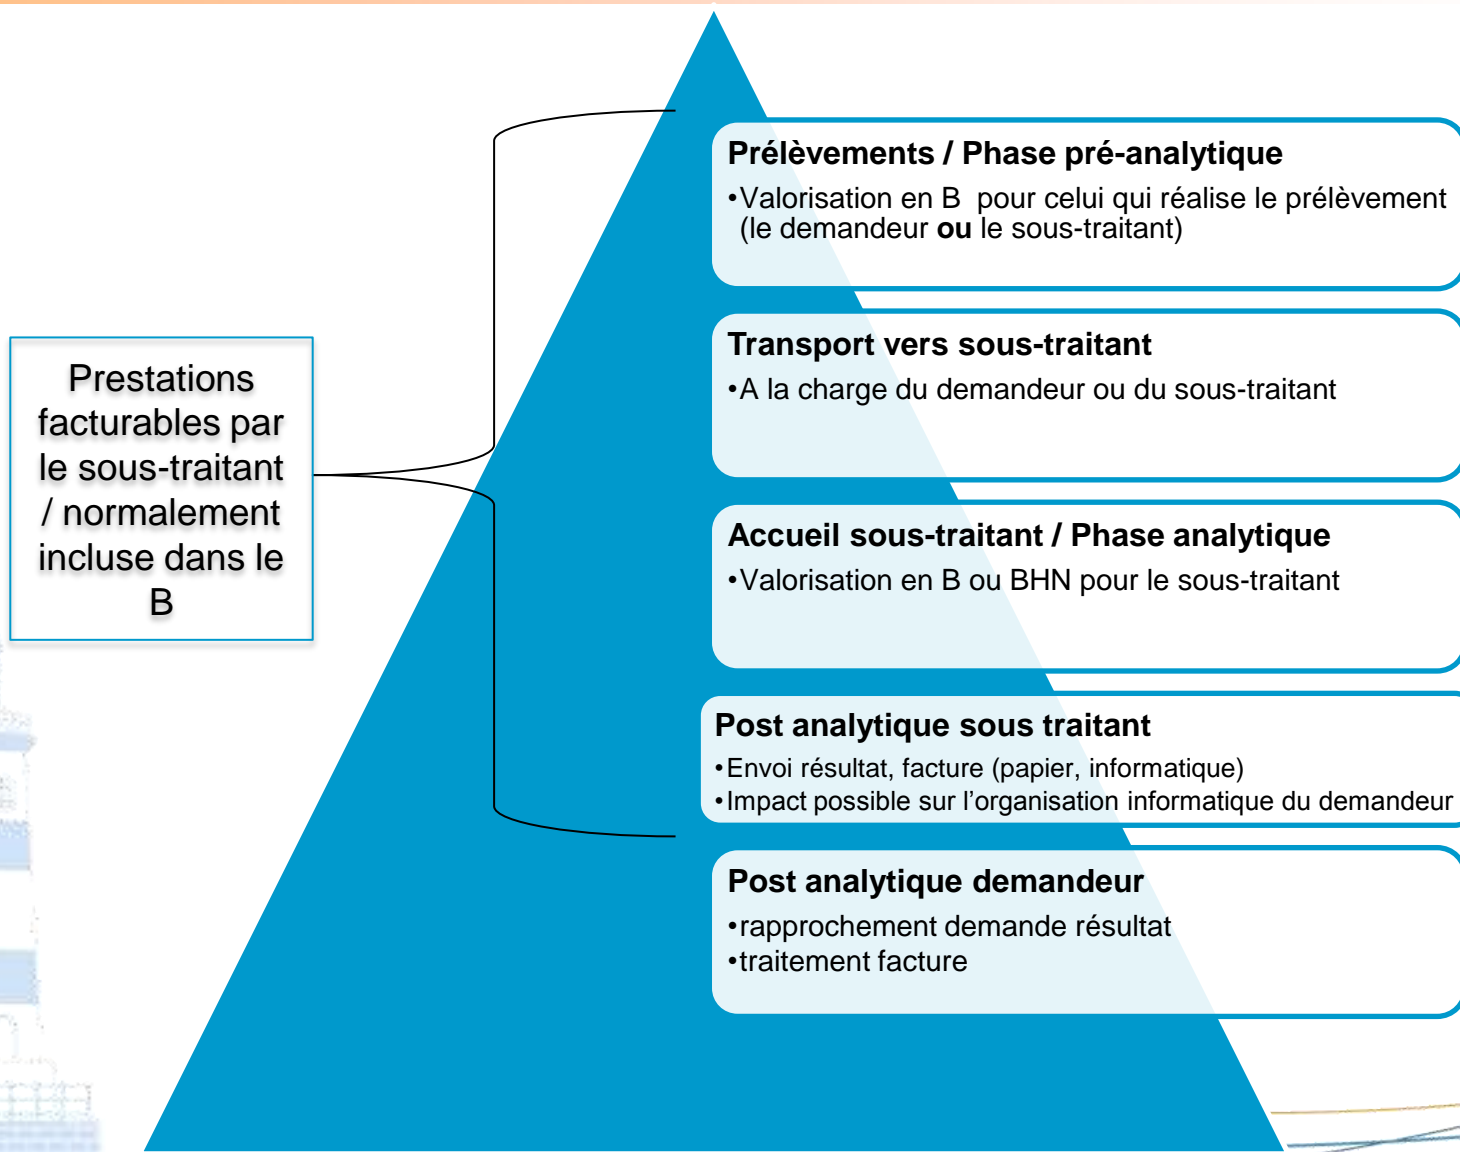 Prestations
facturables par
le sous-traitant
/ normalement
incluse dans le
B
Prélèvements / Phase pré-analytique
•Valorisation en B pour celui qui réalise le prélèvement
(le demandeur ou le sous-traitant)
Transport vers sous-traitant
•A la charge du demandeur ou du sous-traitant
Accueil sous-traitant / Phase analytique
•Valorisation en B ou BHN pour le sous-traitant
Post analytique sous traitant
•Envoi résultat, facture (papier, informatique)
•Impact possible sur l’organisation informatique du demandeur
Post analytique demandeur
•rapprochement demande résultat
•traitement facture